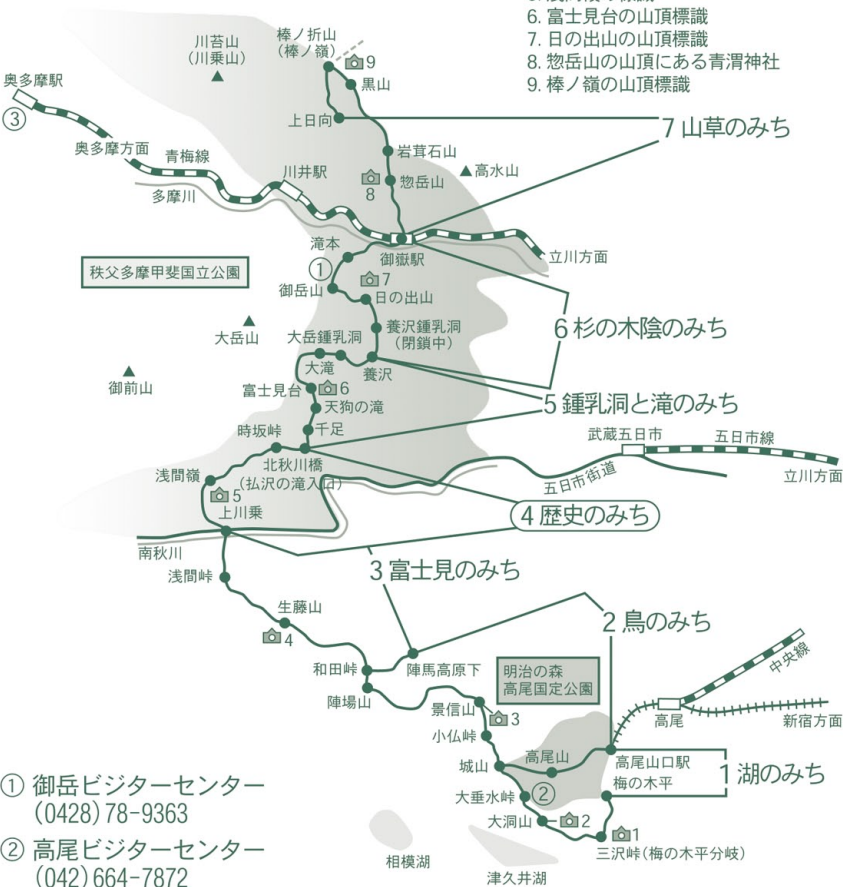 6. 富士見台の山頂標識
7. 日の出山の山頂標識
8. 惣岳山の山頂にある青渭神社
9. 棒ノ嶺の山頂標識
棒ノ折山
(棒ノ嶺)
川苔山
(川乗山)
9
黒山
奥多摩駅
③
上日向
7 山草のみち
奥多摩方面
青梅線
岩茸石山
高水山
川井駅
惣岳山
8
多摩川
滝本
御嶽駅
立川方面
①
秩父多摩甲斐国立公園
7
御岳山
日の出山
大岳山
大岳鍾乳洞
養沢鍾乳洞
(閉鎖中)
6 杉の木陰のみち
大滝
養沢
御前山
富士見台
6
天狗の滝
5 鍾乳洞と滝のみち
時坂峠
千足
武蔵五日市
五日市線
北秋川橋
(払沢の滝入口)
浅間嶺
五日市街道
立川方面
5
上川乗
4 歴史のみち
南秋川
3 富士見のみち
浅間峠
生藤山
4
2 鳥のみち
和田峠
陣馬高原下
明治の森
高尾国定公園
中央線
陣場山
景信山
3
高尾
新宿方面
小仏峠
城山
高尾山
高尾山口駅
梅の木平
1 湖のみち
大垂水峠
②
大洞山
2
1
三沢峠(梅の木平分岐)
相模湖
津久井湖
① 御岳ビジターセンター
(0428)78-9363
② 高尾ビジターセンター
(042)664-7872